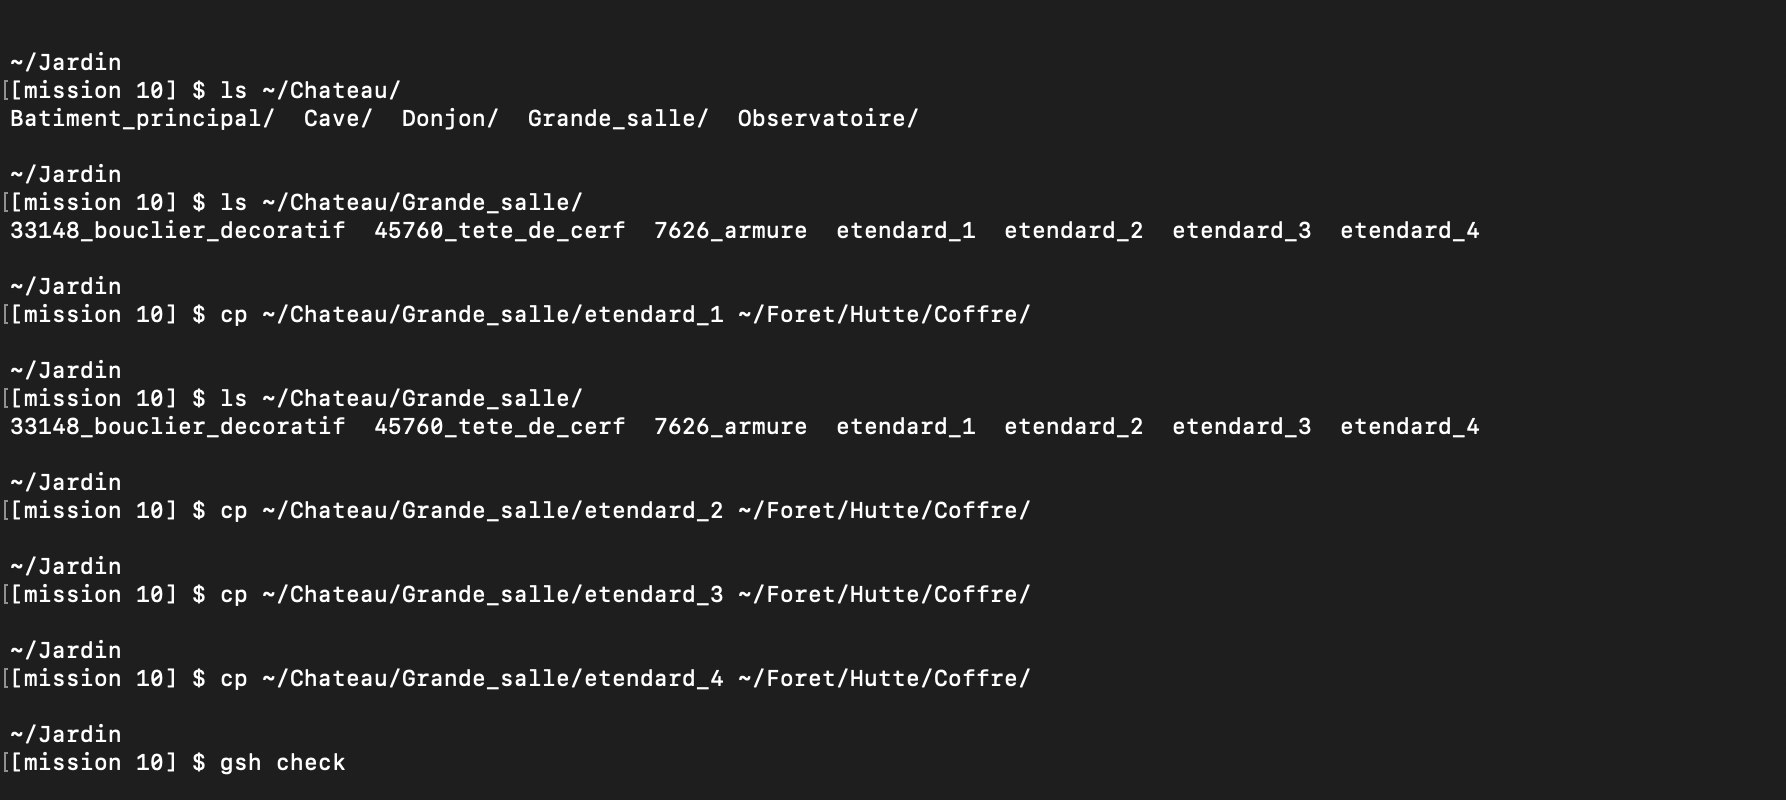 ~/Jardin
[[mission 10] $ ls ~/Chateau/
Batiment_principal/  Cave/  Donjon/  Grande_salle/  Observatoire/
~/Jardin
[[mission 10] $ ls ~/Chateau/Grande_salle/
33148_bouclier_decoratif  45760_tete_de_cerf  7626_armure  etendard_1  etendard_2  etendard_3  etendard_4
~/Jardin
[[mission 10] $ cp ~/Chateau/Grande_salle/etendard_1 ~/Foret/Hutte/Coffre/
~/Jardin
[[mission 10] $ ls ~/Chateau/Grande_salle/
33148_bouclier_decoratif  45760_tete_de_cerf  7626_armure  etendard_1  etendard_2  etendard_3  etendard_4
~/Jardin
[[mission 10] $ cp ~/Chateau/Grande_salle/etendard_2 ~/Foret/Hutte/Coffre/
~/Jardin
[[mission 10] $ cp ~/Chateau/Grande_salle/etendard_3 ~/Foret/Hutte/Coffre/
~/Jardin
[[mission 10] $ cp ~/Chateau/Grande_salle/etendard_4 ~/Foret/Hutte/Coffre/
~/Jardin
[[mission 10] $ gsh check